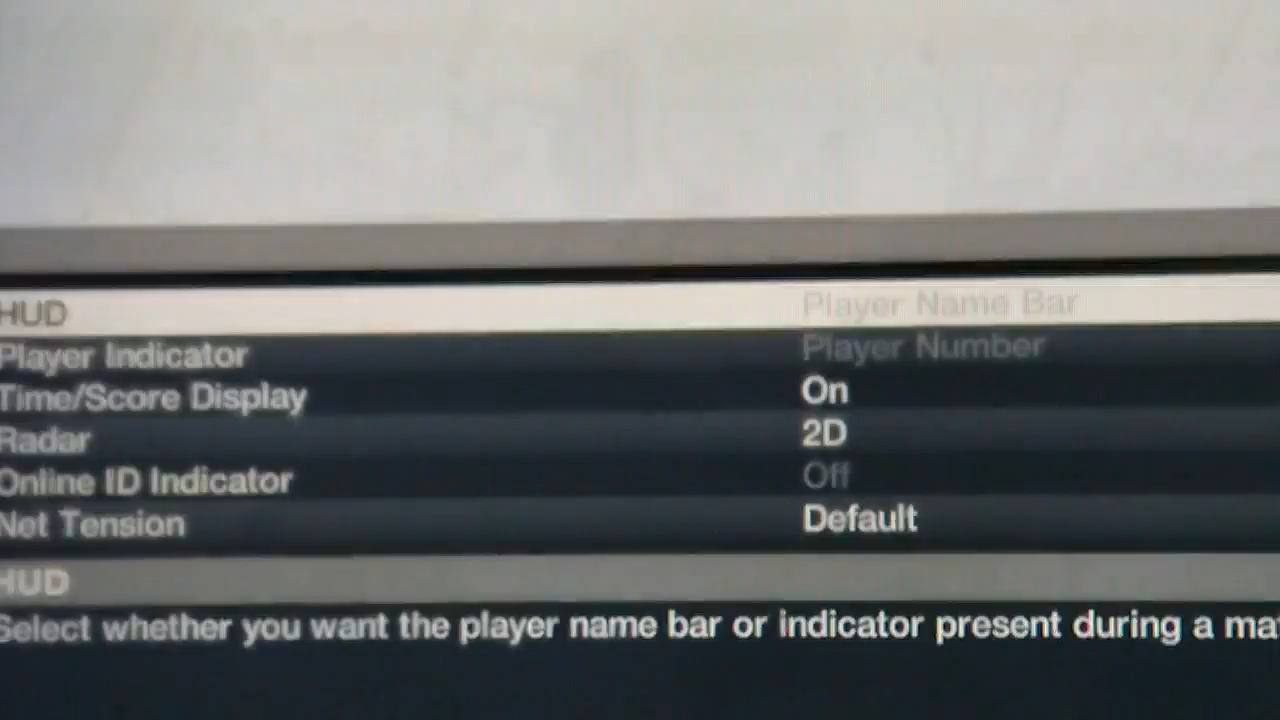 HUD Player Name Bar
Player Indicator Player Number
Time/Score Display On
Radar 2D
Online ID Indicator Off
Net Tension Default
HUD
Select whether you want the player name bar or indicator present during a ma